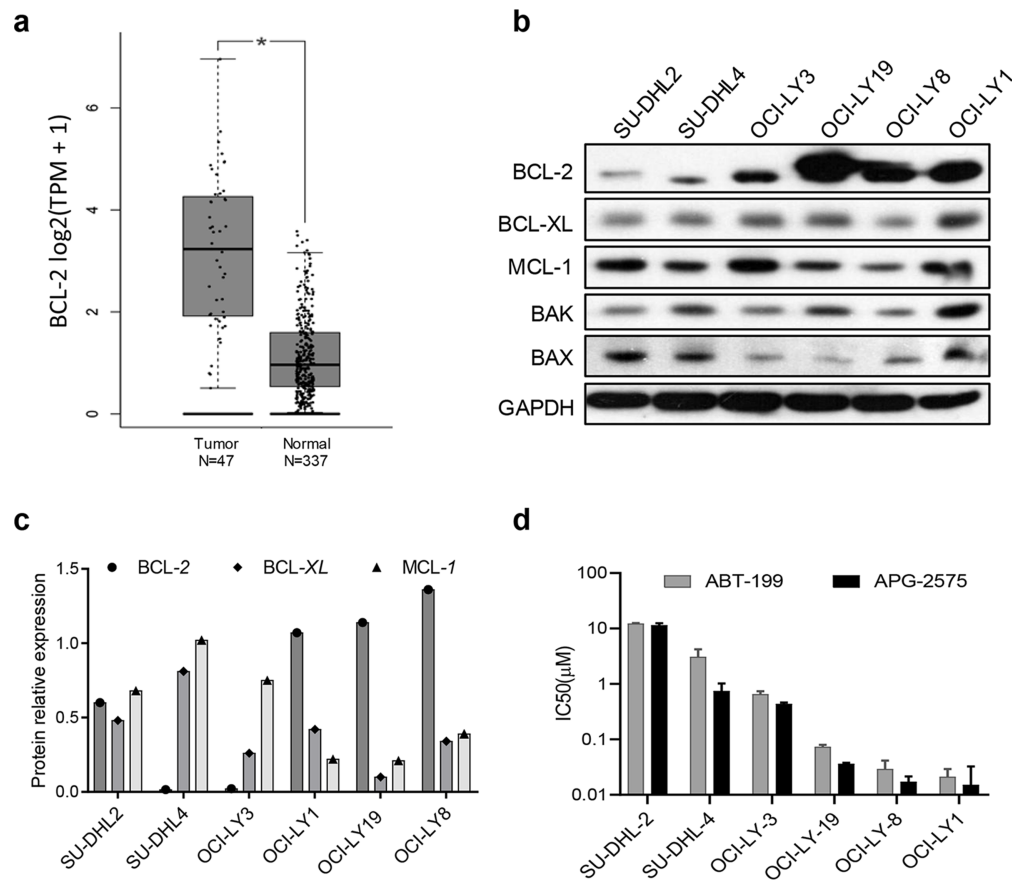 a
BCL-2 log2(TPM + 1)
6
4
2
0
*
Tumor
N=47
Normal
N=337
b
SU-DHL2
SU-DHL4
OCI-LY3
OCI-LY19
OCI-LY8
OCI-LY1
BCL-2
BCL-XL
MCL-1
BAK
BAX
GAPDH
c
BCL-2 BCL-XL MCL-1
Protein relative expression
1.5
1.0
0.5
0.0
SU-DHL2
SU-DHL4
OCI-LY3
OCI-LY1
OCI-LY19
OCI-LY8
d
ABT-199 APG-2575
IC50(μM)
100
10
1
0.1
0.01
SU-DHL-2
SU-DHL-4
OCI-LY-3
OCI-LY-19
OCI-LY-8
OCI-LY1